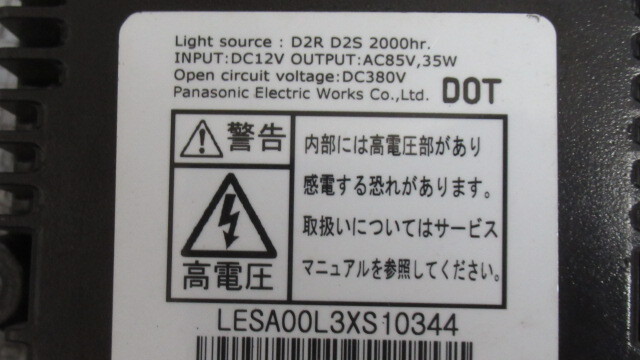 Light source : D2R D2S 2000hr.
INPUT:DC12V OUTPUT:AC85V,35W
Open circuit voltage:DC380V
Panasonic Electric Works Co.,Ltd. DOT
警告
高電圧
内部には高電圧部があり
感電する恐れがあります。
取扱いについてはサービス
マニュアルを参照してください。
LESA00L3XS10344